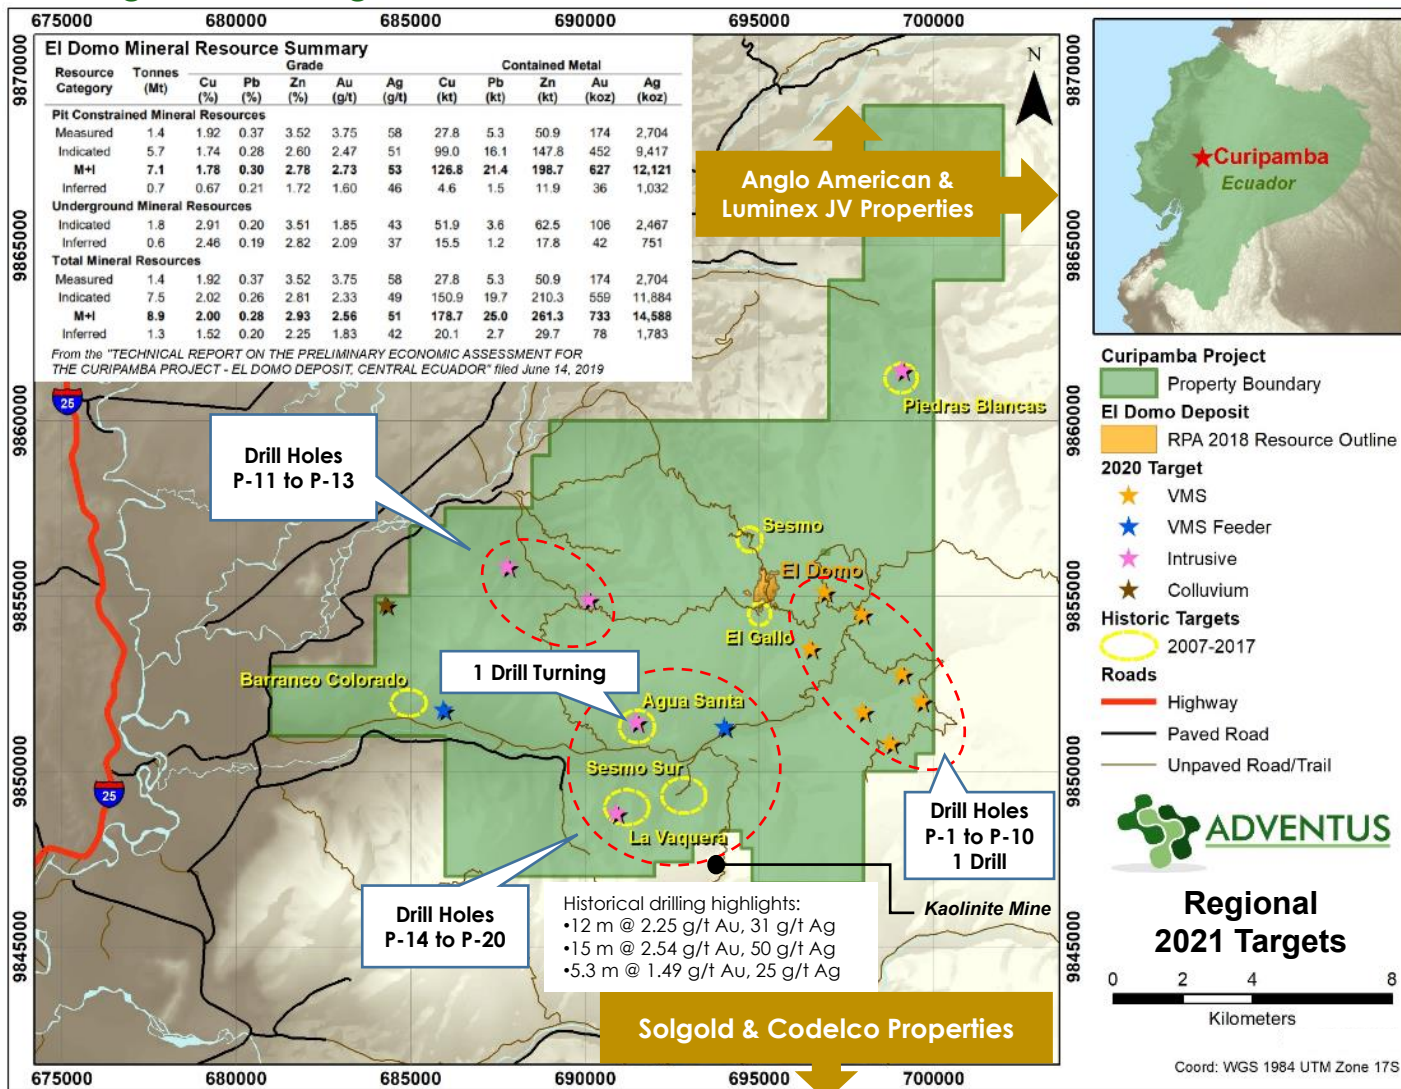 675000 680000 685000 690000 695000 700000
9870000
9865000
9860000
9855000
9850000
9845000
El Domo Mineral Resource Summary
Grade Contained Metal
Resource Category Tonnes (Mt) Cu (%) Pb (%) Zn (%) Au (g/t) Ag (g/t) Cu (kt) Pb (kt) Zn (kt) Au (koz) Ag (koz)
Pit Constrained Mineral Resources
Measured 1.4 1.92 0.37 3.52 3.75 58 27.8 5.3 50.9 174 2,704
Indicated 5.7 1.74 0.28 2.60 2.47 51 99.0 16.1 147.8 452 9,417
M+I 7.1 1.78 0.30 2.78 2.73 53 126.8 21.4 198.7 627 12,121
Inferred 0.7 0.67 0.21 1.72 1.60 46 4.6 1.5 11.9 36 1,032
Underground Mineral Resources
Indicated 1.8 2.91 0.20 3.51 1.85 43 51.9 3.6 62.5 106 2,467
Inferred 0.6 2.46 0.19 2.82 2.09 37 15.5 1.2 17.8 42 751
Total Mineral Resources
Measured 1.4 1.92 0.37 3.52 3.75 58 27.8 5.3 50.9 174 2,704
Indicated 7.5 2.02 0.26 2.81 2.33 49 150.9 19.7 210.3 559 11,884
M+I 8.9 2.00 0.28 2.93 2.56 51 178.7 25.0 261.3 733 14,588
Inferred 1.3 1.52 0.20 2.25 1.83 42 20.1 2.7 29.7 78 1,783
From the "TECHNICAL REPORT ON THE PRELIMINARY ECONOMIC ASSESSMENT FOR
THE CURIPAMBA PROJECT - EL DOMO DEPOSIT, CENTRAL ECUADOR" filed June 14, 2019
N
Anglo American &
Luminex JV Properties
25
Piedras Blancas
Drill Holes
P-11 to P-13
Sesmo
El Domo
El Gallo
1 Drill Turning
Barranco Colorado
Agua Santa
Sesmo Sur
La Vaquera
25
Drill Holes
P-1 to P-10
1 Drill
Drill Holes
P-14 to P-20
Kaolinite Mine
Historical drilling highlights:
•12 m @ 2.25 g/t Au, 31 g/t Ag
•15 m @ 2.54 g/t Au, 50 g/t Ag
•5.3 m @ 1.49 g/t Au, 25 g/t Ag
Solgold & Codelco Properties
675000 680000 685000 690000 695000 700000
9870000
9865000
9860000
9855000
9850000
9845000
Curipamba
Ecuador
Curipamba Project
Property Boundary
El Domo Deposit
RPA 2018 Resource Outline
2020 Target
VMS
VMS Feeder
Intrusive
Colluvium
Historic Targets
2007-2017
Roads
Highway
Paved Road
Unpaved Road/Trail
ADVENTUS
Regional
2021 Targets
0 2 4 8
Kilometers
Coord: WGS 1984 UTM Zone 17S